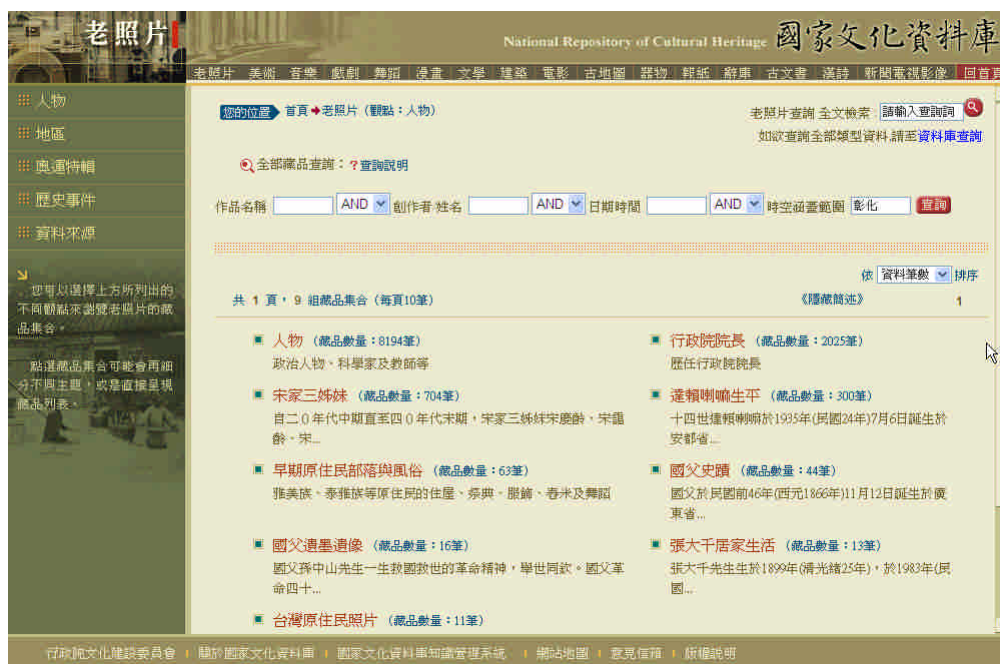 老照片
National Repository of Cultural Heritage 國家文化資料庫
老照片 美術 音樂 戲劇 舞蹈 漫畫 文學 建築 電影 古地圖 器物 報紙 辭庫 古文書 漢詩 新聞電視影像 回首頁
人物
地區
奧運特輯
歷史事件
資料來源
您可以選擇上方所列出的
不同觀點來瀏覽老照片的藏
品集合。
點選藏品集合可能會再細
分不同主題，或是直接呈現
藏品列表。
您的位置 首頁➔老照片（觀點：人物）
老照片查詢 全文檢索：請輸入查詢詞
如欲查詢全部類型資料,請至資料庫查詢
全部藏品查詢：?查詢說明
作品名稱 AND 創作者-姓名 AND 日期時間 AND 時空涵蓋範圍 彰化 查詢
依 資料筆數 排序
共 1 頁，9 組藏品集合（每頁10筆）
《隱藏簡述》 1
人物（藏品數量：8194筆）
政治人物、科學家及教師等
行政院院長（藏品數量：2025筆）
歷任行政院院長
宋家三姊妹（藏品數量：704筆）
自二０年代中期直至四０年代末期，宋家三姊妹宋慶齡、宋靄
齡、宋...
達賴喇嘛生平（藏品數量：300筆）
十四世達賴喇嘛於1935年(民國24年)7月6日誕生於
安都省...
早期原住民部落與風俗（藏品數量：63筆）
雅美族、泰雅族等原住民的住屋、祭典、服飾、舂米及舞蹈
國父史蹟（藏品數量：44筆）
國父於民國前46年(西元1866年)11月12日誕生於廣
東省...
國父遺墨遺像（藏品數量：16筆）
國父孫中山先生一生救國救世的革命精神，舉世同欽。國父革
命四十...
張大千居家生活（藏品數量：13筆）
張大千先生生於1899年(清光緒25年)，於1983年(民
國...
台灣原住民照片（藏品數量：11筆）
行政院文化建設委員會 關於國家文化資料庫 國家文化資料庫知識管理系統 網站地圖 意見信箱 版權說明